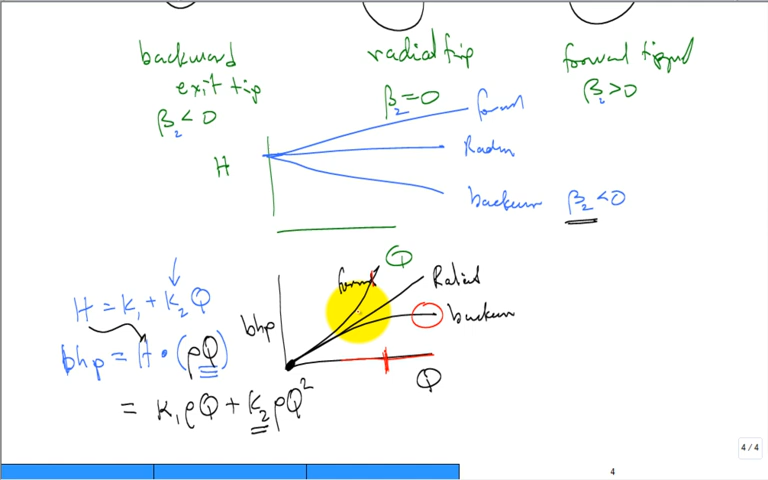 backward
exit tip
β₂ < 0
radial tip
β₂ = 0
forward tipped
β₂ > 0
H
forward
Radial
backward β₂ < 0
Q
H = K₁ + K₂Q
bhp = H • (ρQ)
= K₁ρQ + K₂ρQ²
bhp
forward
Radial
backward
Q
4 / 4
4